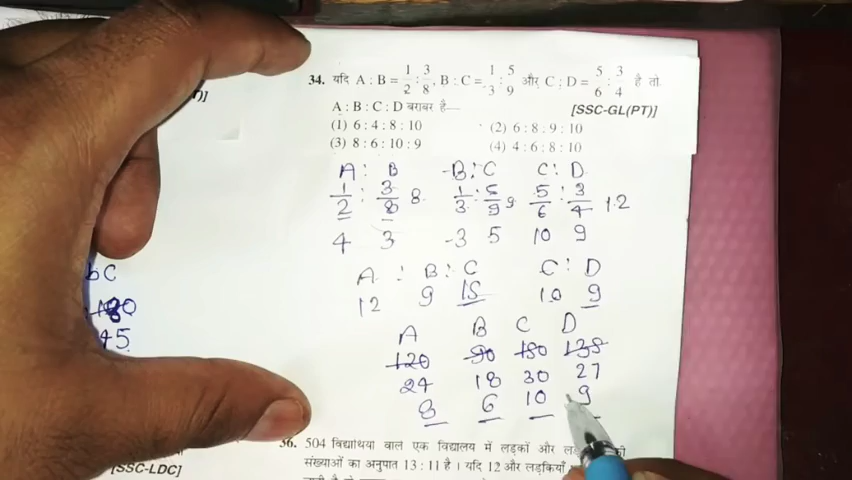 )]
34. यदि A : B = 1/2 : 3/8, B : C = 1/3 : 5/9 और C : D = 5/6 : 3/4 है तो
A : B : C : D बराबर है—
[SSC-GL(PT)]
(1) 6 : 4 : 8 : 10 (2) 6 : 8 : 9 : 10
(3) 8 : 6 : 10 : 9 (4) 4 : 6 : 8 : 10
A : B B : C C : D
1/2 : 3/8 8 1/3 : 5/9 9 5/6 : 3/4 12
4 3 3 5 10 9
A : B : C C : D
12 9 15 10 9
A B C D
120 90 150
24 18 30 27
8 6 10 9
b C
45
36. 504 विद्यार्थियों वाले एक विद्यालय में लड़कों और
संख्याओं का अनुपात 13 : 11 है। यदि 12 और लड़कियाँ
[SSC-LDC)